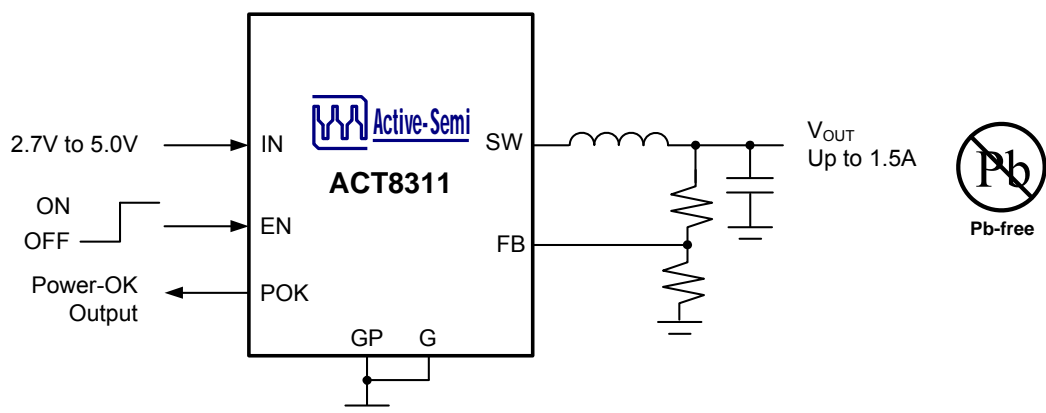 Active-Semi
ACT8311
2.7V to 5.0V
IN
SW
VOUT
Up to 1.5A
Pb
Pb-free
ON
OFF
EN
FB
Power-OK
Output
POK
GP
G